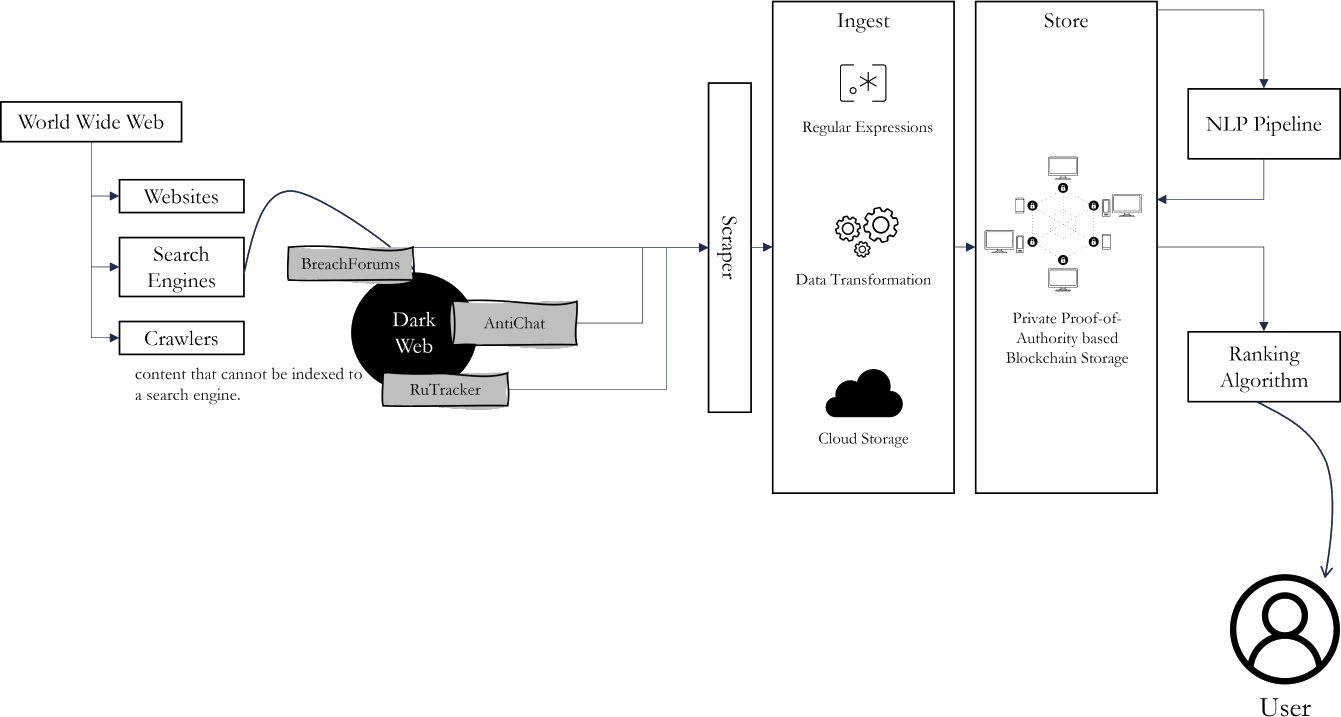 World Wide Web
Websites
Search
Engines
Crawlers
content that cannot be indexed to
a search engine.
BreachForums
Dark
Web
AntiChat
RuTracker
Scraper
Ingest
Regular Expressions
Data Transformation
Cloud Storage
Store
Private Proof-of-
Authority based
Blockchain Storage
NLP Pipeline
Ranking
Algorithm
User